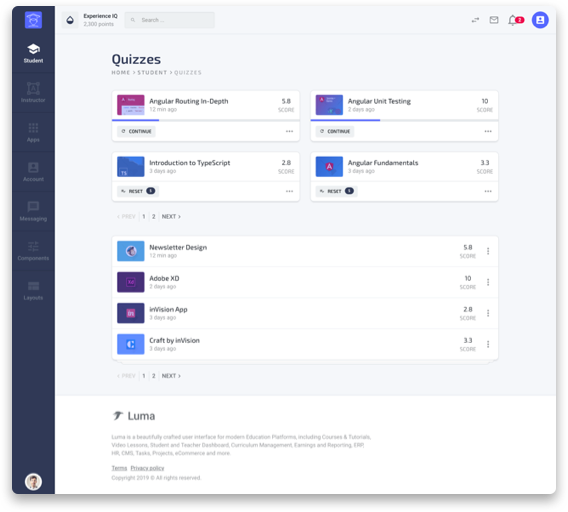 Experience IQ
2,300 points
Search ...
2
Student
Instructor
Apps
Account
Messaging
Components
Layouts
Quizzes
HOME > STUDENT > QUIZZES
Angular Routing In-Depth
12 min ago
5.8
SCORE
CONTINUE
Angular Unit Testing
2 days ago
10
SCORE
CONTINUE
Introduction to TypeScript
3 days ago
2.8
SCORE
RESET
TS
Angular Fundamentals
3 days ago
3.3
SCORE
RESET
< PREV 1 2 NEXT >
Newsletter Design
12 min ago
5.8
SCORE
Adobe XD
2 days ago
10
SCORE
inVision App
3 days ago
2.8
SCORE
in
Craft by inVision
3 days ago
3.3
SCORE
< PREV 1 2 NEXT >
Luma
Luma is a beautifully crafted user interface for modern Education Platforms, including Courses & Tutorials,
Video Lessons, Student and Teacher Dashboard, Curriculum Management, Earnings and Reporting, ERP,
HR, CMS, Tasks, Projects, eCommerce and more.
Terms Privacy policy
Copyright 2019 © All rights reserved.